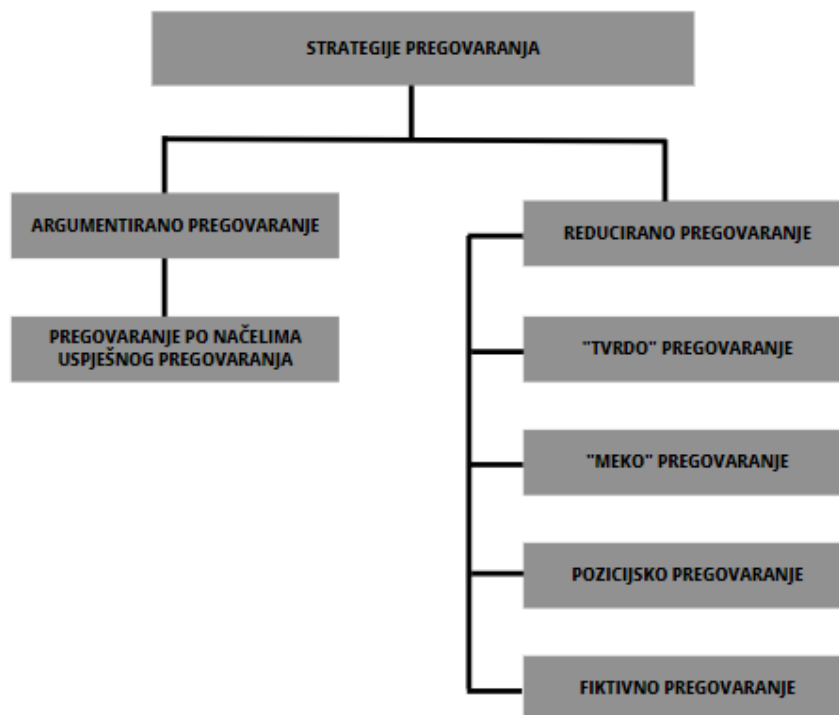 STRATEGIJE PREGOVARANJA
ARGUMENTIRANO PREGOVARANJE
PREGOVARANJE PO NAČELIMA
USPJEŠNOG PREGOVARANJA
REDUCIRANO PREGOVARANJE
"TVRDO" PREGOVARANJE
"MEKO" PREGOVARANJE
POZICIJSKO PREGOVARANJE
FIKTIVNO PREGOVARANJE